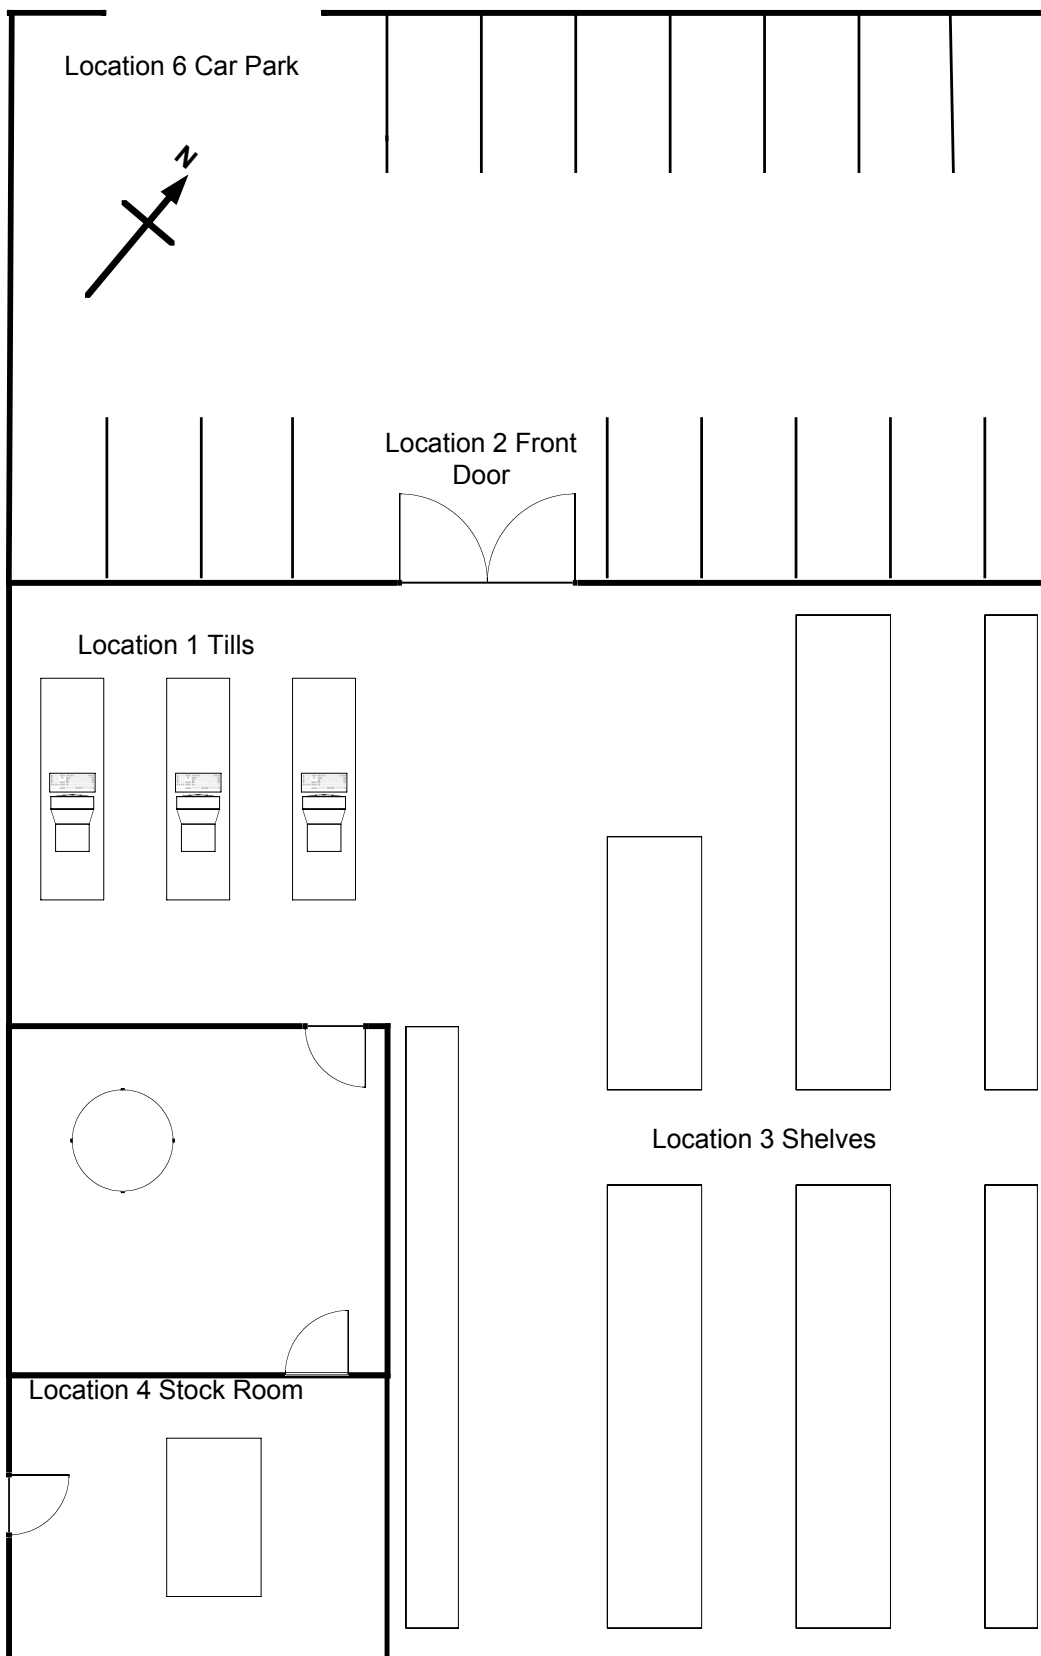 Location 6 Car Park
N
Location 2 Front
Door
Location 1 Tills
Location 3 Shelves
Location 4 Stock Room